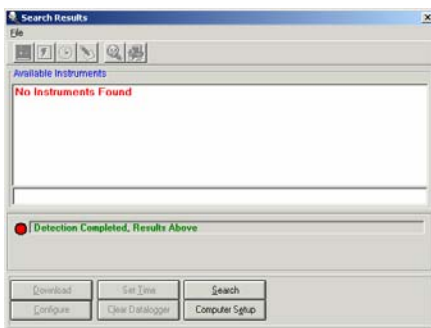 Search Results
File
Available Instruments
No Instruments Found
Detection Completed, Results Above
Download
Set Time
Search
Configure
Clear Datalogger
Computer Setup